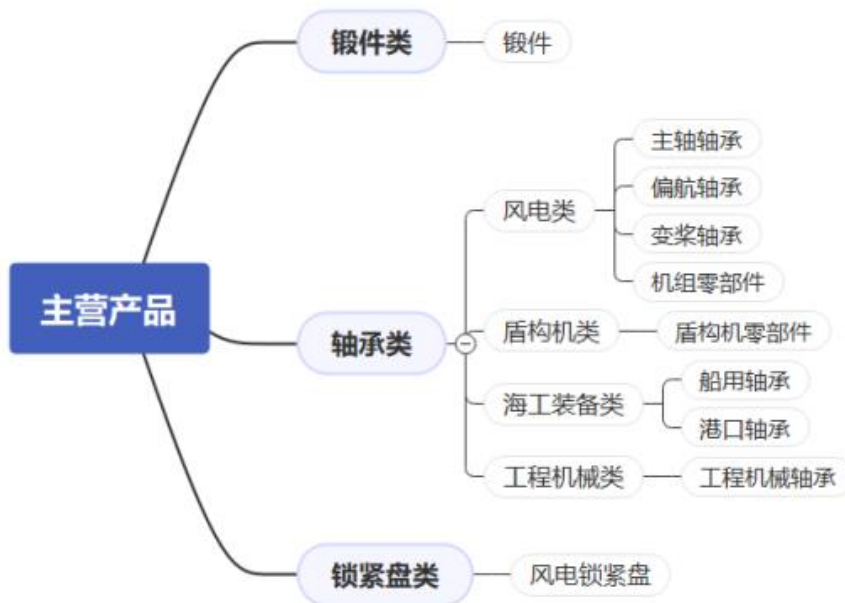 主营产品
锻件类
锻件
轴承类
风电类
主轴轴承
偏航轴承
变桨轴承
机组零部件
盾构机类
盾构机零部件
海工装备类
船用轴承
港口轴承
工程机械类
工程机械轴承
锁紧盘类
风电锁紧盘